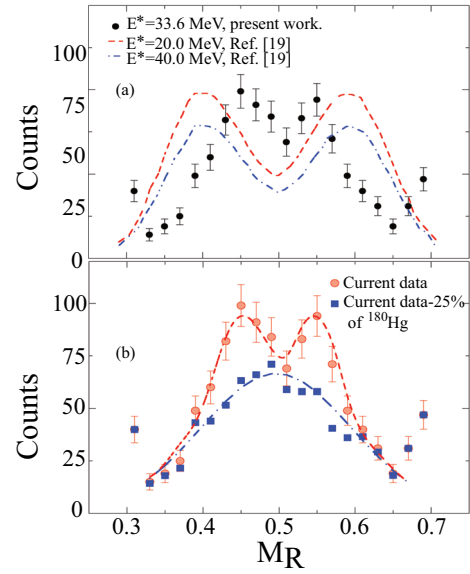 E*=33.6 MeV, present work.
E*=20.0 MeV, Ref. [19]
E*=40.0 MeV, Ref. [19]
(a)
Counts
75
50
25
0
Current data
Current data-25%
of ¹⁸⁰Hg
(b)
Counts
100
75
50
25
0
0.3 0.4 0.5 0.6 0.7
M_R